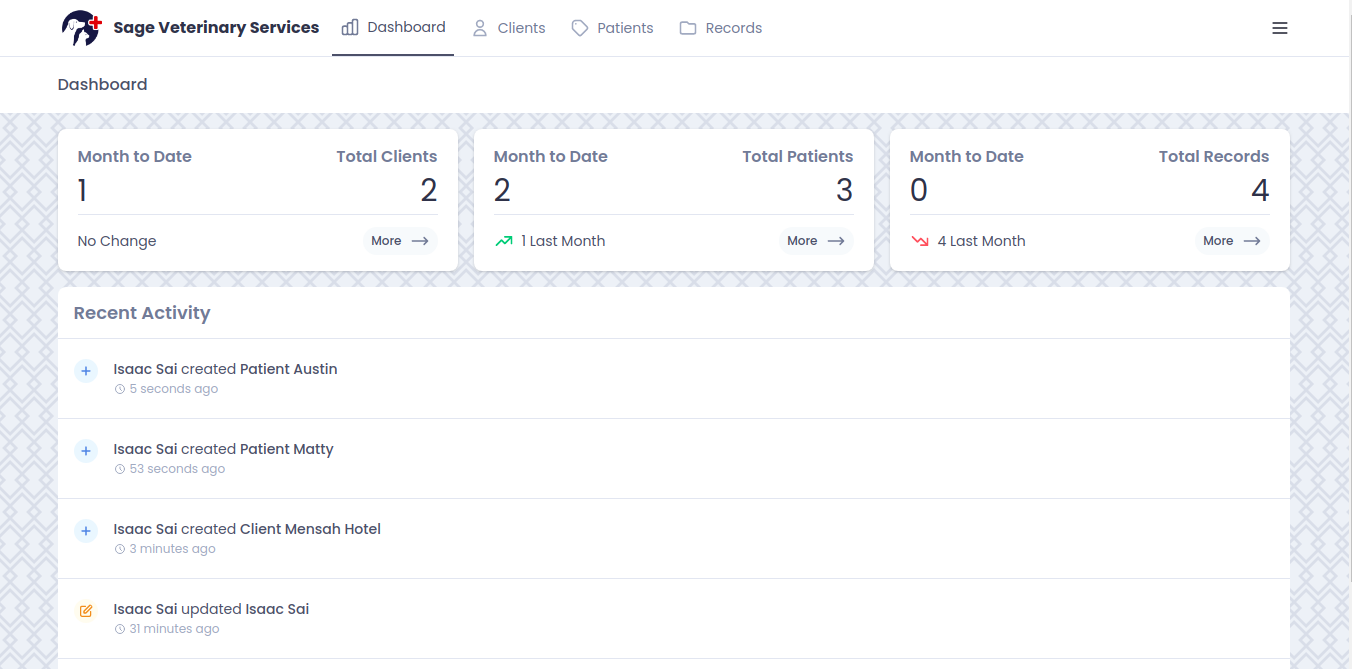 Sage Veterinary Services Dashboard Clients Patients Records
Dashboard
Month to Date Total Clients
1 2
No Change More
Month to Date Total Patients
2 3
1 Last Month More
Month to Date Total Records
0 4
4 Last Month More
Recent Activity
Isaac Sai created Patient Austin
5 seconds ago
Isaac Sai created Patient Matty
53 seconds ago
Isaac Sai created Client Mensah Hotel
3 minutes ago
Isaac Sai updated Isaac Sai
31 minutes ago